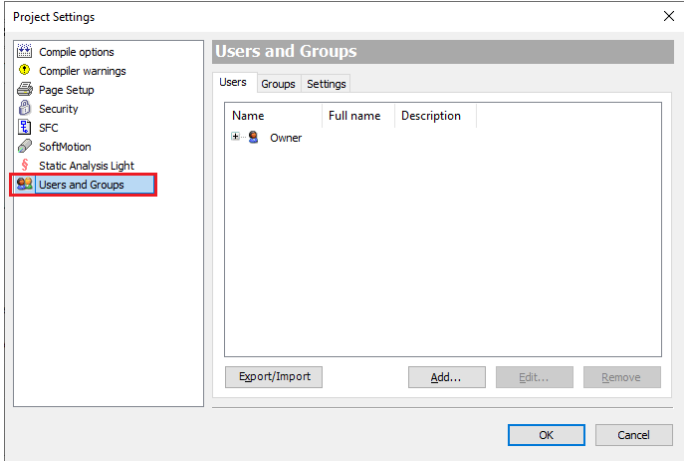 Project Settings
Compile options
Compiler warnings
Page Setup
Security
SFC
SoftMotion
Static Analysis Light
Users and Groups
Users and Groups
Users Groups Settings
Name Full name Description
Owner
Export/Import Add... Edit... Remove
OK Cancel